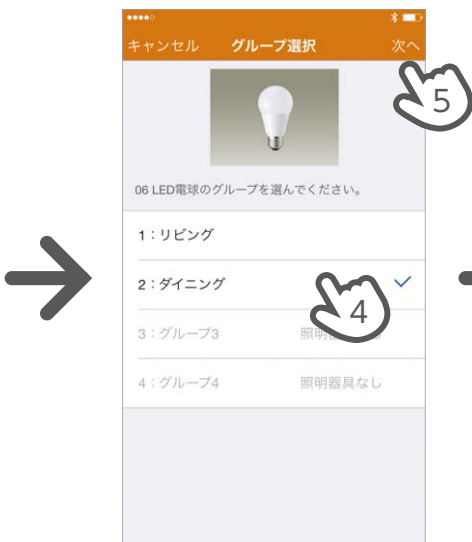 キャンセル グループ選択 次へ
5
06 LED電球のグループを選んでください。
1：リビング
2：ダイニング
4
3：グループ3 照明
4：グループ4 照明器具なし